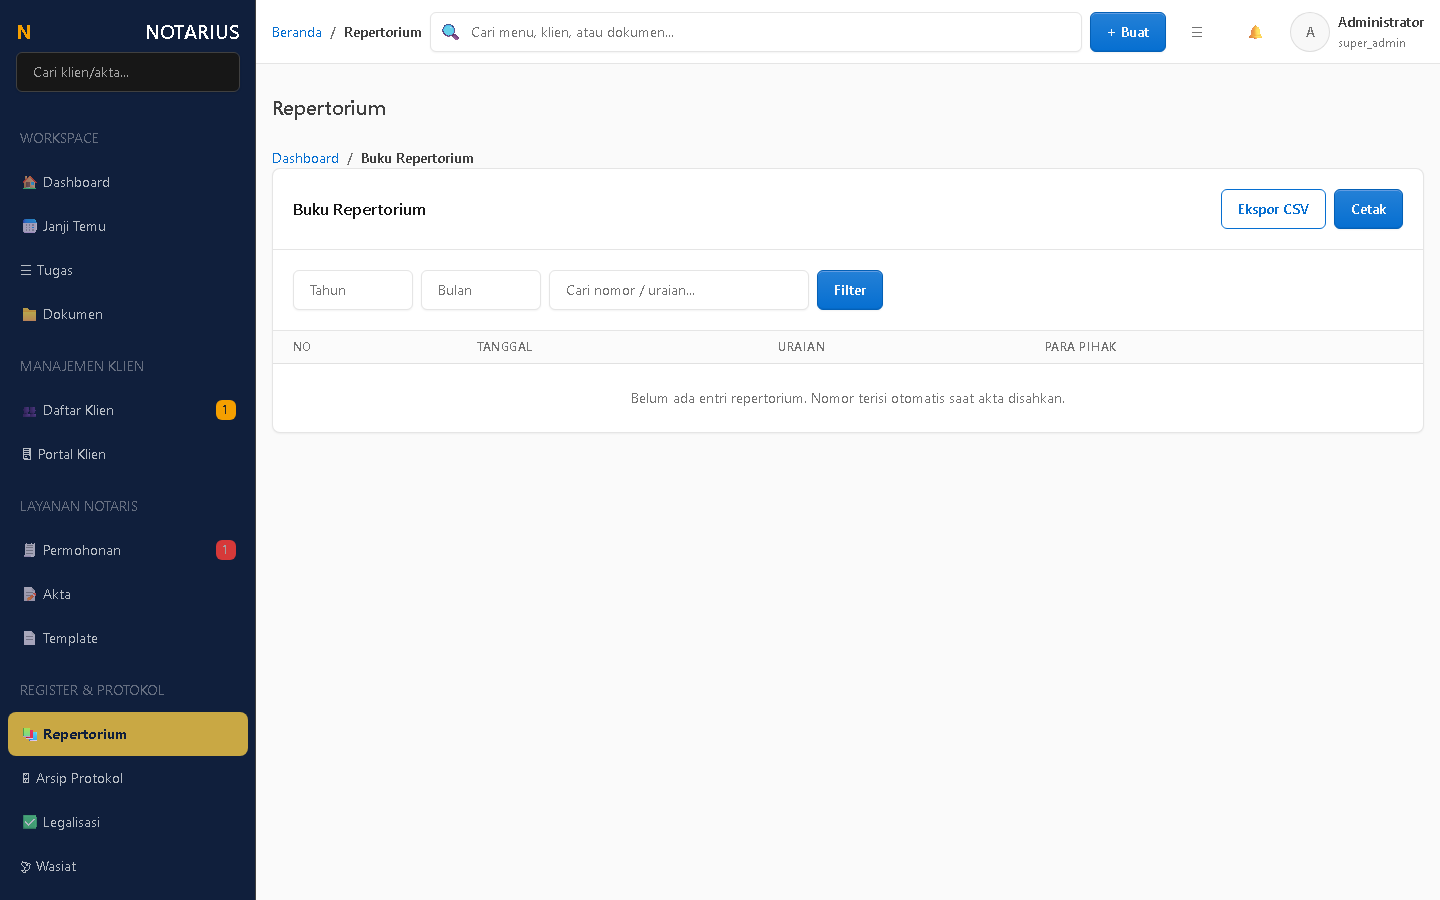 N NOTARIUS
Cari klien/akta...
WORKSPACE
Dashboard
Janji Temu
Tugas
Dokumen
MANAJEMEN KLIEN
Daftar Klien 1
Portal Klien
LAYANAN NOTARIS
Permohonan 1
Akta
Template
REGISTER & PROTOKOL
Repertorium
Arsip Protokol
Legalisasi
Wasiat
Beranda / Repertorium
Cari menu, klien, atau dokumen...
+ Buat
☰
A
Administrator
super_admin
Repertorium
Dashboard / Buku Repertorium
Buku Repertorium
Ekspor CSV
Cetak
Tahun
Bulan
Cari nomor / uraian...
Filter
NO TANGGAL URAIAN PARA PIHAK
Belum ada entri repertorium. Nomor terisi otomatis saat akta disahkan.